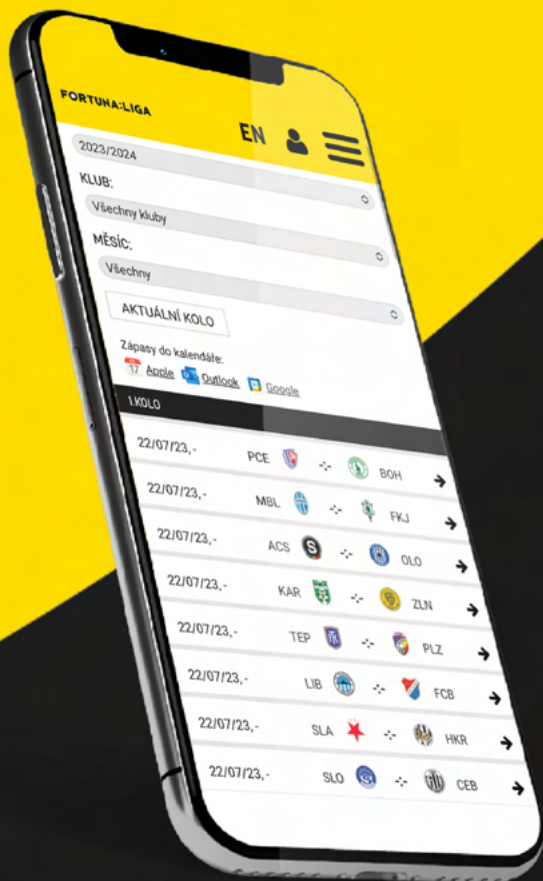 FORTUNA:LIGA
EN
2023/2024
KLUB:
Všechny kluby
MĚSÍC:
Všechny
AKTUÁLNÍ KOLO
Zápasy do kalendáře:
17 Apple Outlook Google
1.KOLO
22/07/23,- PCE -:- BOH
22/07/23,- MBL -:- FKJ
22/07/23,- ACS S -:- OLO
22/07/23,- KAR -:- ZLN
22/07/23,- TEP -:- PLZ
22/07/23,- LIB -:- FCB
22/07/23,- SLA -:- HKR
22/07/23,- SLO -:- CEB